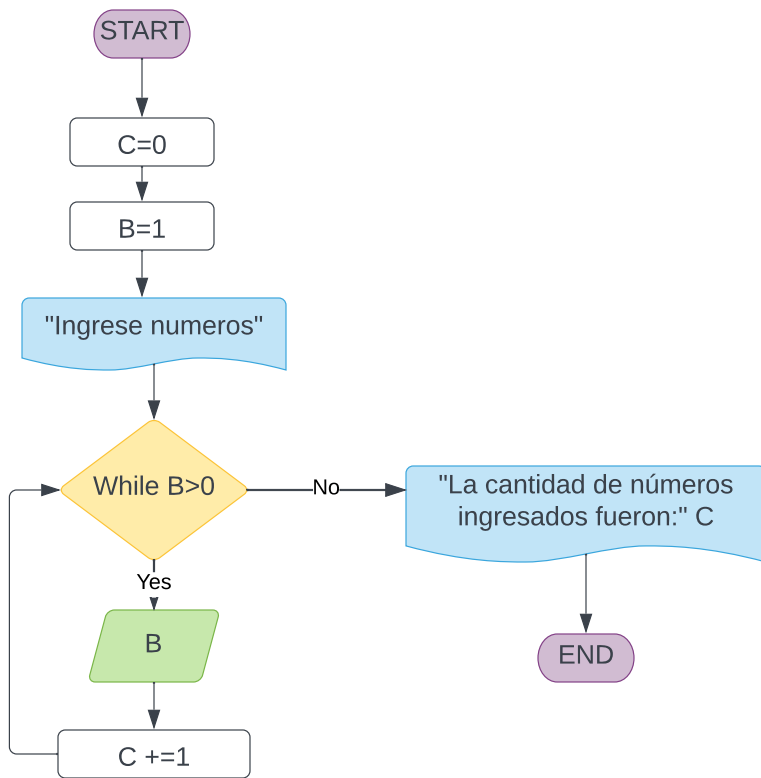 START
C=0
B=1
"Ingrese numeros"
While B>0
No
"La cantidad de números
ingresados fueron:" C
Yes
B
END
C +=1